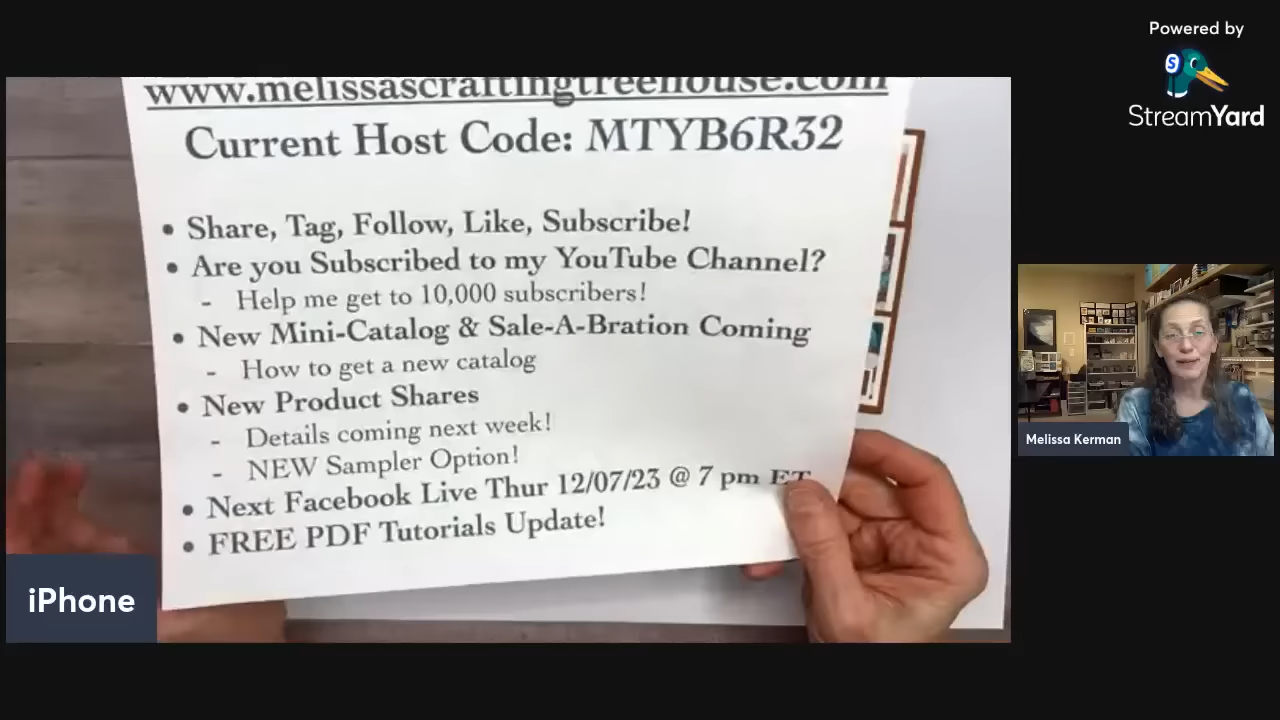 Powered by
StreamYard
www.melissascraftingtreehouse.com
Current Host Code: MTYB6R32
• Share, Tag, Follow, Like, Subscribe!
• Are you Subscribed to my YouTube Channel?
- Help me get to 10,000 subscribers!
• New Mini-Catalog & Sale-A-Bration Coming
- How to get a new catalog
• New Product Shares
- Details coming next week!
- NEW Sampler Option!
• Next Facebook Live Thur 12/07/23 @ 7 pm ET
• FREE PDF Tutorials Update!
iPhone
Melissa Kerman